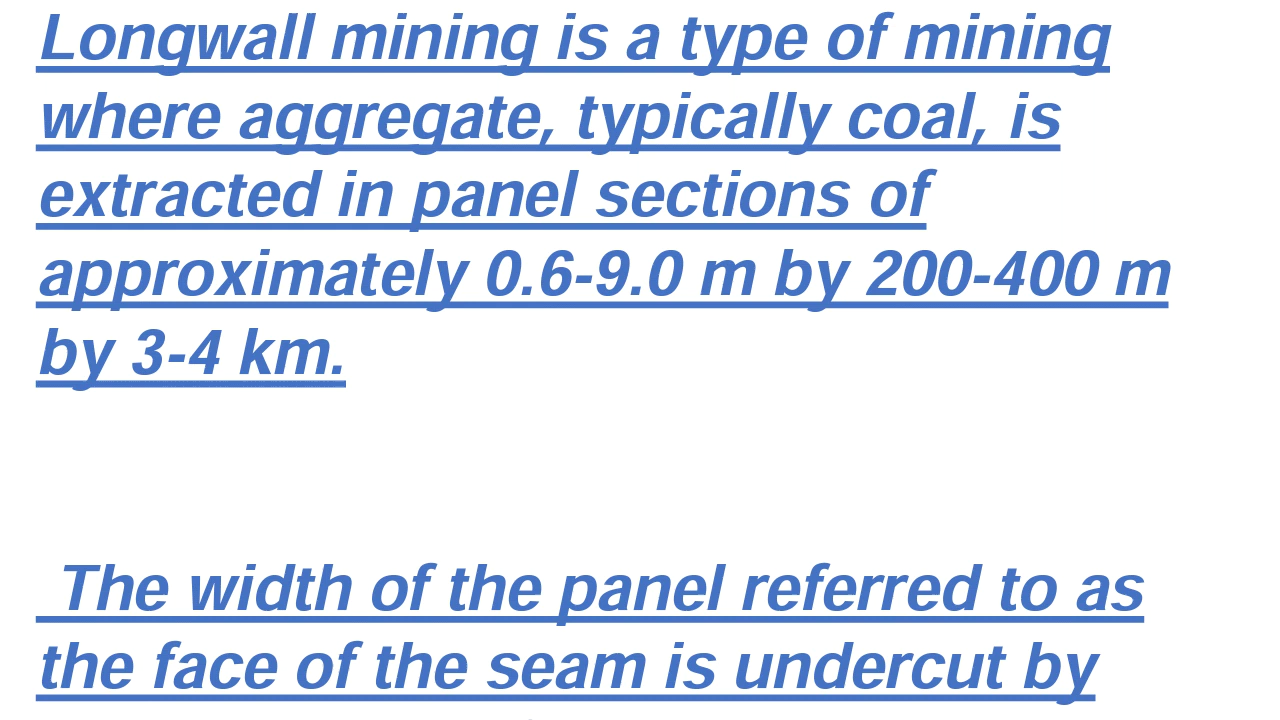 Longwall mining is a type of mining
where aggregate, typically coal, is
extracted in panel sections of
approximately 0.6-9.0 m by 200-400 m
by 3-4 km.
The width of the panel referred to as
the face of the seam is undercut by